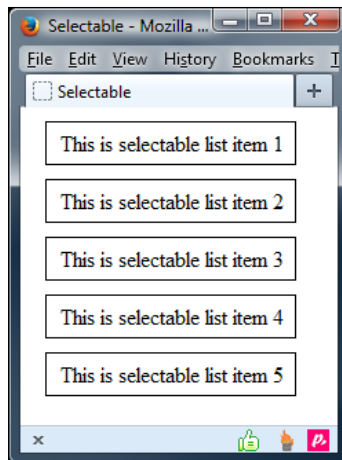 Selectable - Mozilla ...
File Edit View History Bookmarks T
Selectable +
This is selectable list item 1
This is selectable list item 2
This is selectable list item 3
This is selectable list item 4
This is selectable list item 5
x